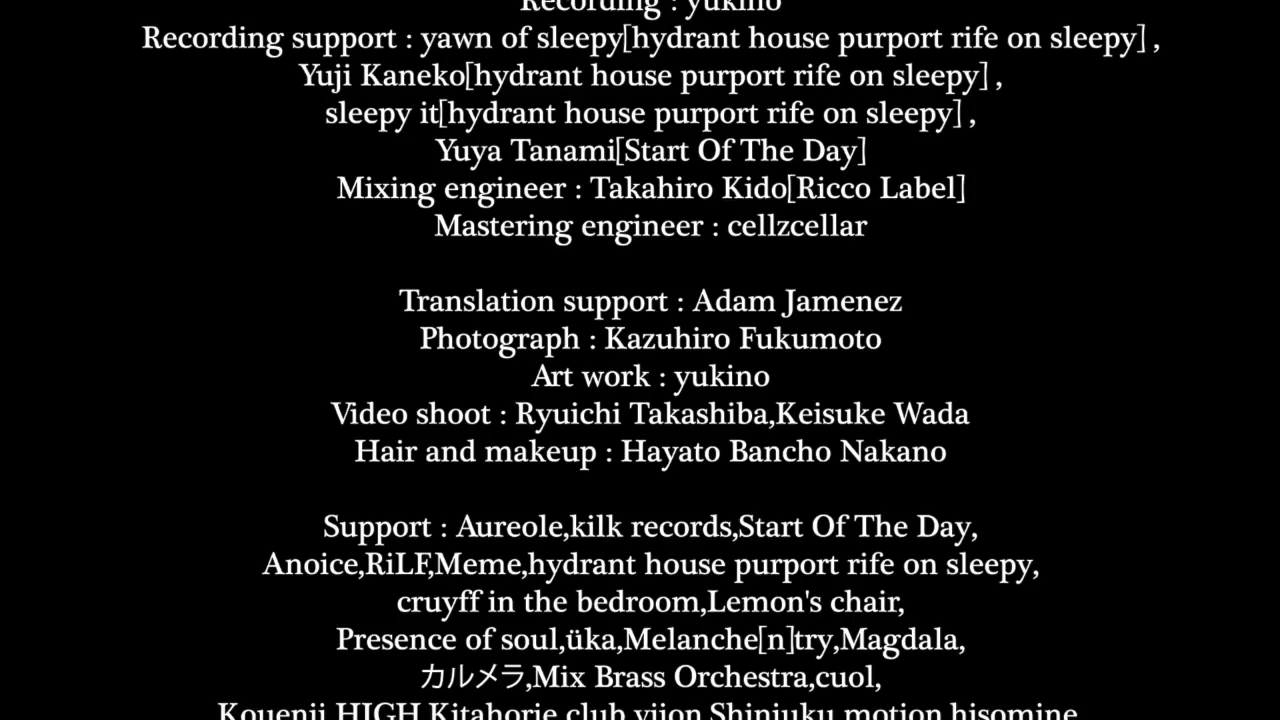 Recording : yukino
Recording support : yawn of sleepy[hydrant house purport rife on sleepy] ,
Yuji Kaneko[hydrant house purport rife on sleepy] ,
sleepy it[hydrant house purport rife on sleepy] ,
Yuya Tanami[Start Of The Day]
Mixing engineer : Takahiro Kido[Ricco Label]
Mastering engineer : cellzcellar
Translation support : Adam Jamenez
Photograph : Kazuhiro Fukumoto
Art work : yukino
Video shoot : Ryuichi Takashiba,Keisuke Wada
Hair and makeup : Hayato Bancho Nakano
Support : Aureole,kilk records,Start Of The Day,
Anoice,RiLF,Meme,hydrant house purport rife on sleepy,
cruyff in the bedroom,Lemon's chair,
Presence of soul,üka,Melanche[n]try,Magdala,
カルメラ,Mix Brass Orchestra,cuol,
Kouenji HIGH,Kitahorie club vijon,Shinjuku motion,hisomine